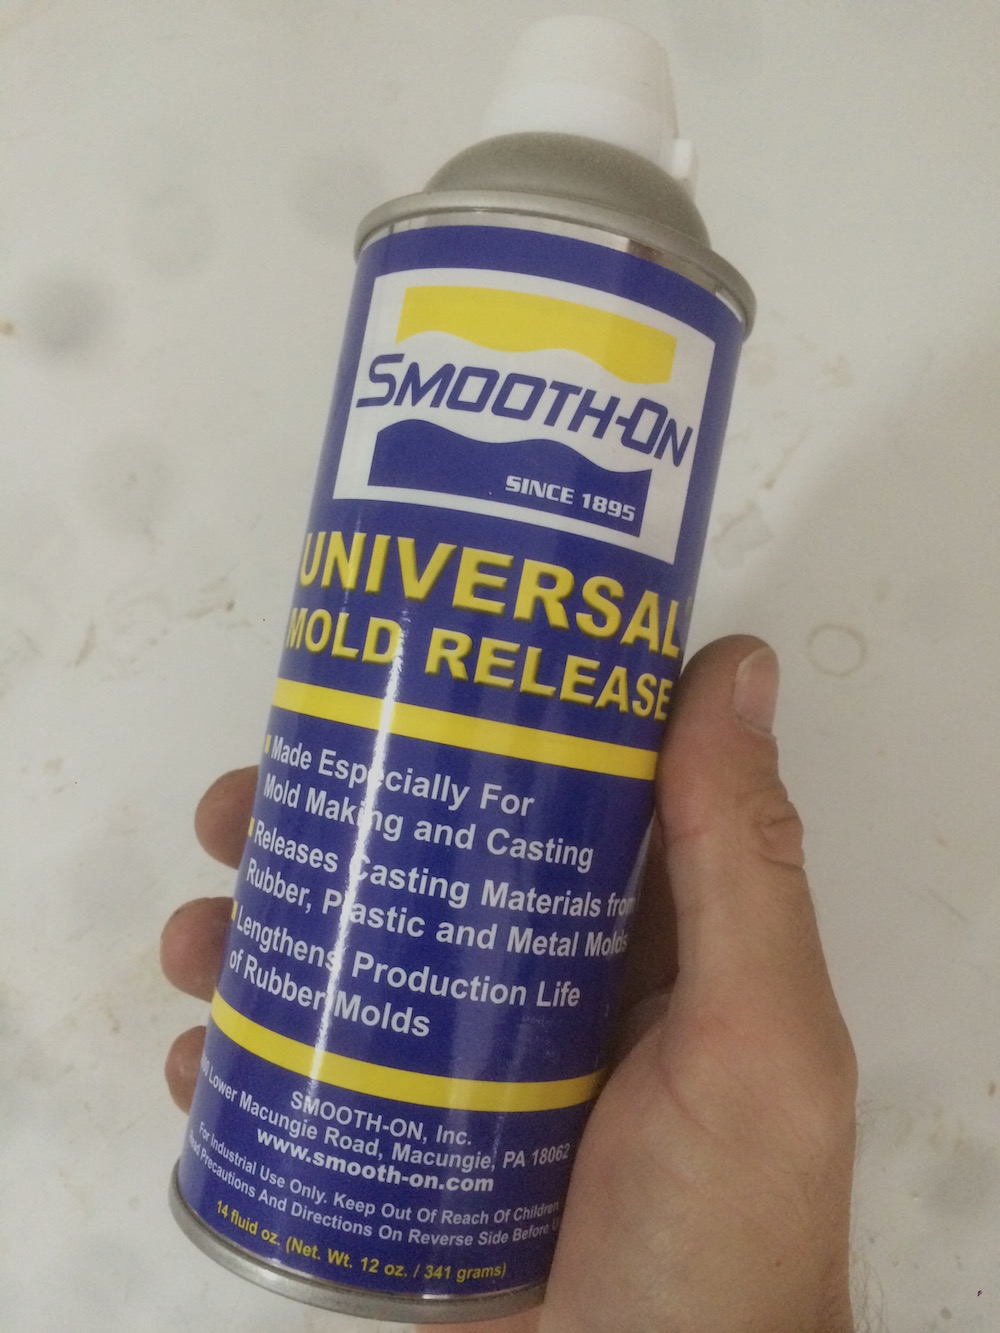 SMOOTH-ON
SINCE 1895
UNIVERSAL
MOLD RELEASE
Made Especially For
Mold Making and Casting
Releases Casting Materials from
Rubber, Plastic and Metal Molds
Lengthens Production Life
of Rubber Molds
SMOOTH-ON, Inc.
Lower Macungie Road, Macungie, PA 18062
www.smooth-on.com
For Industrial Use Only. Keep Out Of Reach Of Children
Precautions And Directions On Reverse Side Before
14 fluid oz. (Net. Wt. 12 oz. / 341 grams)